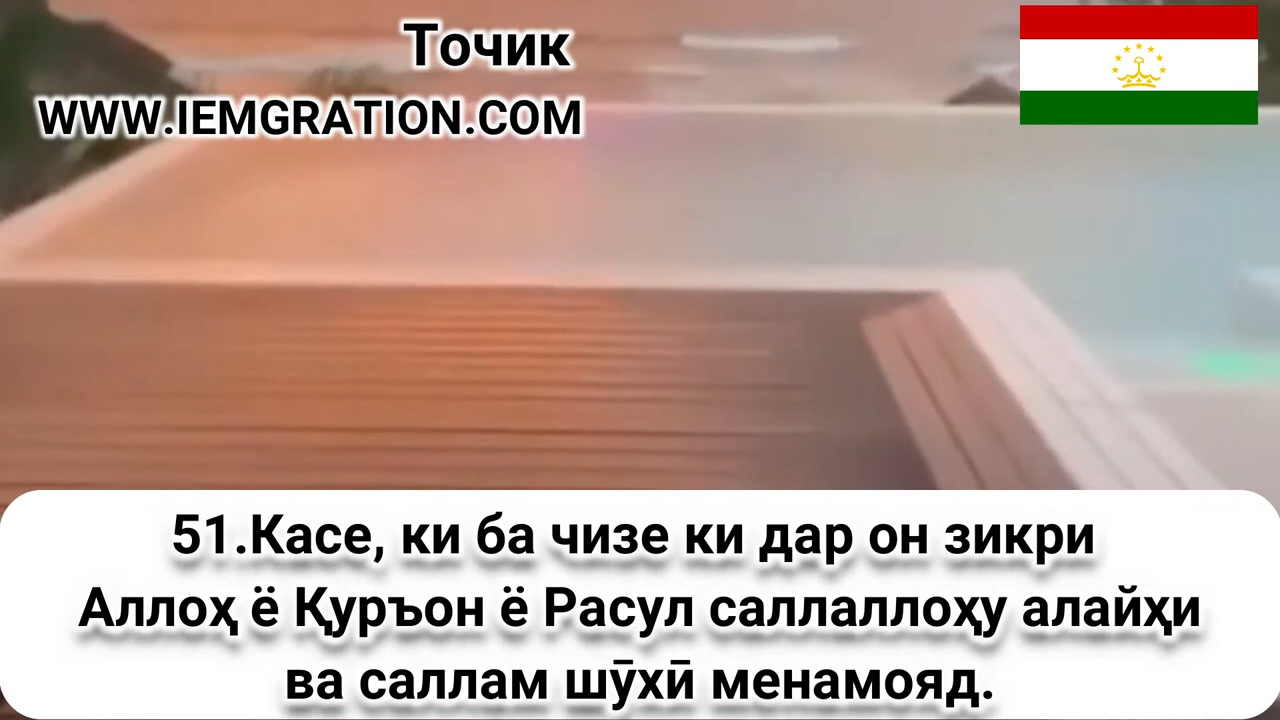 Точик
WWW.IEMGRATION.COM
51.Касе, ки ба чизе ки дар он зикри
Аллоҳ ё Қуръон ё Расул саллаллоҳу алайҳи
ва саллам шӯхӣ менамояд.